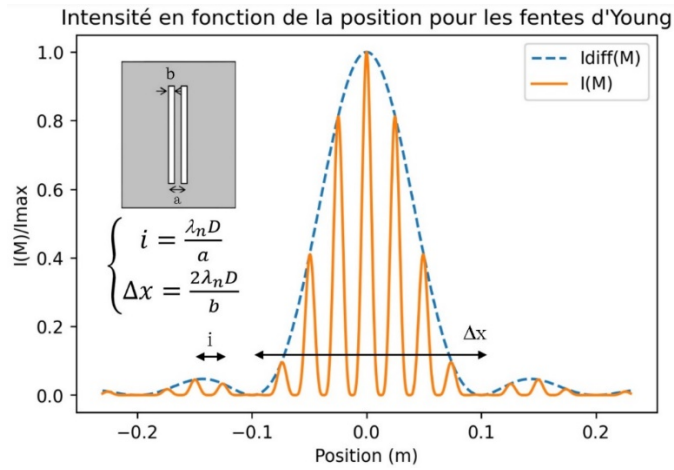 Intensité en fonction de la position pour les fentes d'Young
Idiff(M)
I(M)
b
a
i = λₙD/a
Δx = 2λₙD/b
i
Δx
I(M)/Imax
1.0
0.8
0.6
0.4
0.2
0.0
−0.2
−0.1
0.0
0.1
0.2
Position (m)